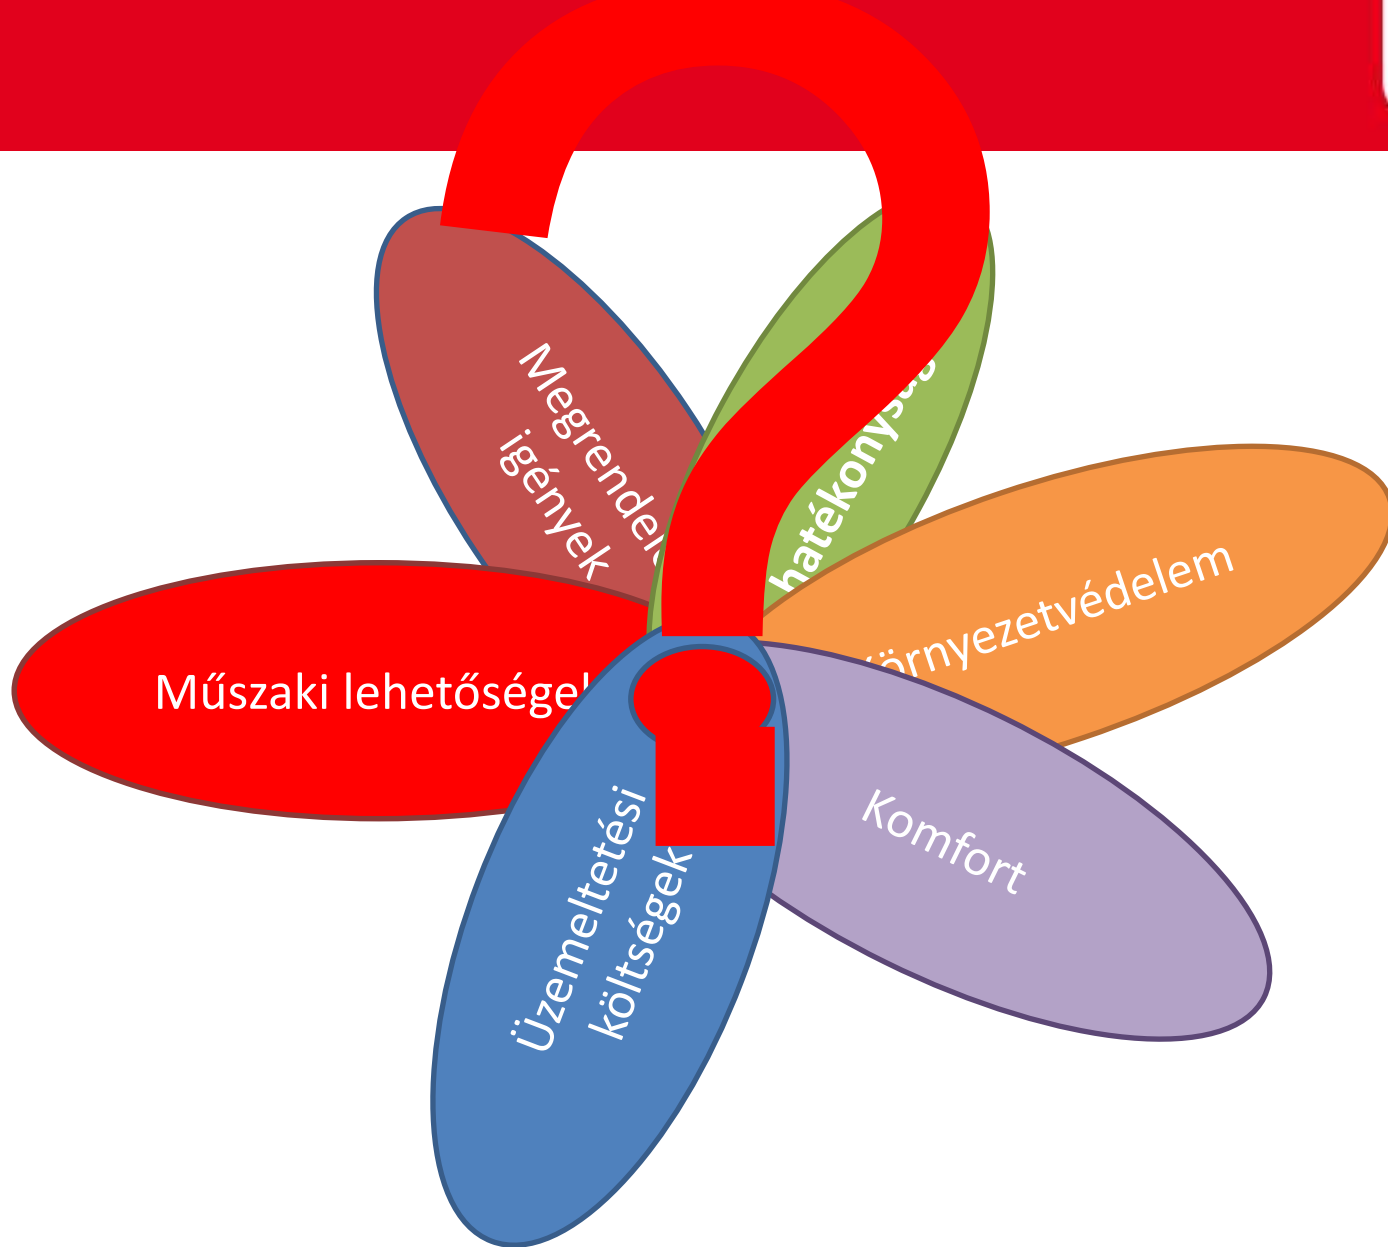 Megrendelő
igények
hatékonyság
Környezetvédelem
Műszaki lehetőségek
Komfort
Üzemeltetési
költségek